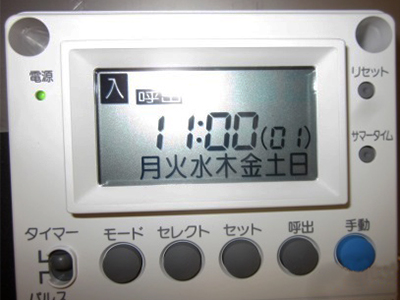 電源
リセット
入
呼出
11:00(01)
サマータイム
月火水木金土日
タイマー
モード
セレクト
セット
呼出
手動
パルス